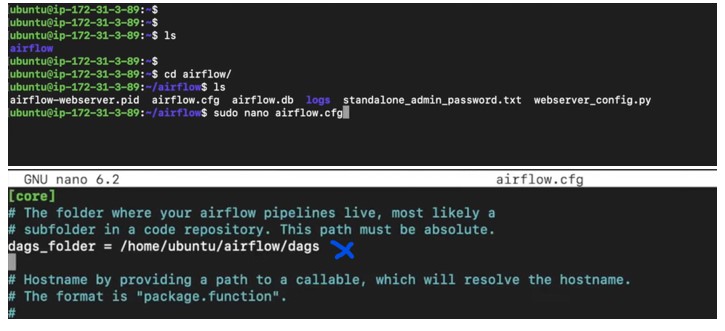 ubuntu@ip-172-31-3-89:~$
ubuntu@ip-172-31-3-89:~$
ubuntu@ip-172-31-3-89:~$ ls
airflow
ubuntu@ip-172-31-3-89:~$
ubuntu@ip-172-31-3-89:~$ cd airflow/
ubuntu@ip-172-31-3-89:~/airflow$ ls
airflow-webserver.pid airflow.cfg airflow.db logs standalone_admin_password.txt webserver_config.py
ubuntu@ip-172-31-3-89:~/airflow$ sudo nano airflow.cfg
GNU nano 6.2 airflow.cfg
[core]
# The folder where your airflow pipelines live, most likely a
# subfolder in a code repository. This path must be absolute.
dags_folder = /home/ubuntu/airflow/dags
# Hostname by providing a path to a callable, which will resolve the hostname.
# The format is "package.function".
#